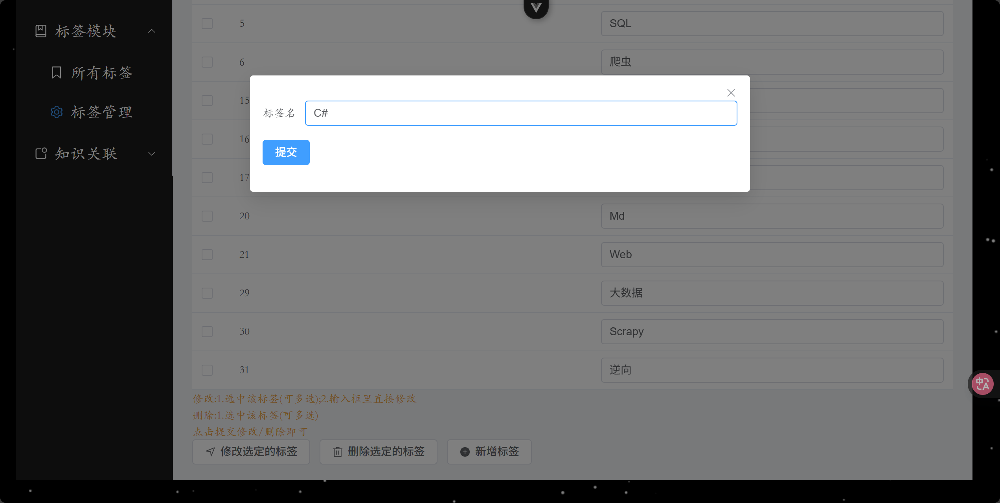 标签模块
所有标签
标签管理
知识关联
5
SQL
6
爬虫
15
16
17
标签名
C#
提交
20
Md
21
Web
29
大数据
30
Scrapy
31
逆向
修改:1.选中该标签(可多选);2.输入框里直接修改
删除:1.选中该标签(可多选)
点击提交修改/删除即可
修改选定的标签
删除选定的标签
新增标签
中A